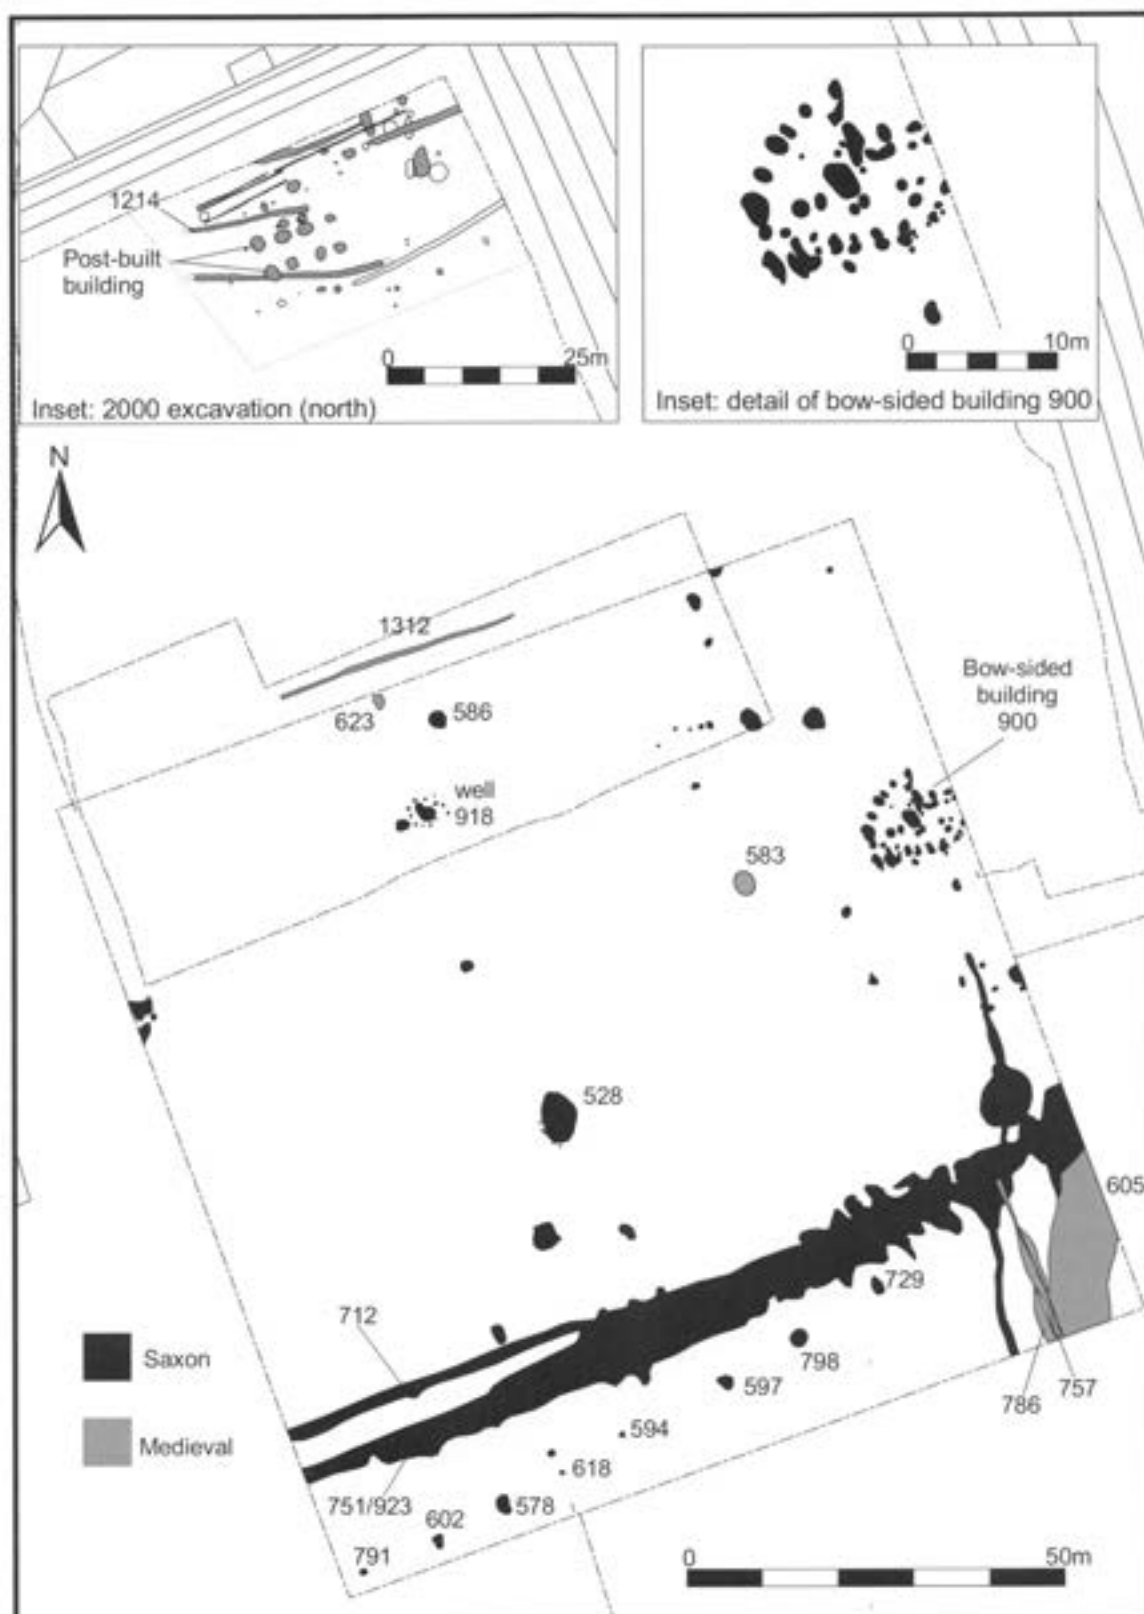 1214
Post-built
building
0 25m
Inset: 2000 excavation (north)
0 10m
Inset: detail of bow-sided building 900
N
1312
623
586
well
918
Bow-sided
building
900
583
528
605
712
729
798
597
786
757
594
618
751/923
578
602
791
Saxon
Medieval
0 50m